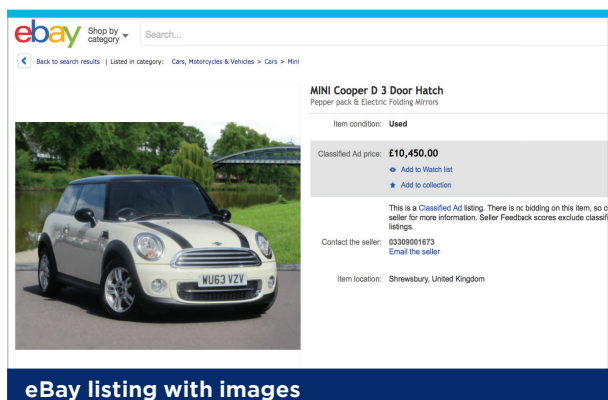 ebay Shop by category Search...
Back to search results | Listed in category: Cars, Motorcycles & Vehicles > Cars > Mini
MINI Cooper D 3 Door Hatch
Pepper pack & Electric Folding Mirrors
Item condition: Used
Classified Ad price: £10,450.00
Add to Watch list
Add to collection
This is a Classified Ad listing. There is nc bidding on this item, so c
seller for more information. Seller Feedback scores exclude classifi
listings.
Contact the seller: 03309001673
Email the seller
Item location: Shrewsbury, United Kingdom
WU63 VZV
eBay listing with images